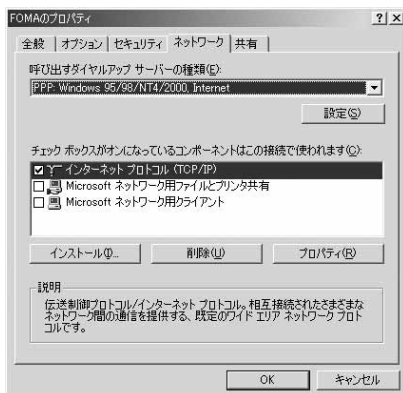 FOMAのプロパティ
全般 オプション セキュリティ ネットワーク 共有
呼び出すダイヤルアップ サーバーの種類(E):
PPP: Windows 95/98/NT4/2000, Internet
設定(S)
チェック ボックスがオンになっているコンポーネントはこの接続で使われます(C):
インターネット プロトコル (TCP/IP)
Microsoft ネットワーク用ファイルとプリンタ共有
Microsoft ネットワーク用クライアント
インストール(I)... 削除(U) プロパティ(R)
説明
伝送制御プロトコル/インターネット プロトコル。相互接続されたさまざまな
ネットワーク間の通信を提供する、既定のワイド エリア ネットワーク プロト
コルです。
OK キャンセル